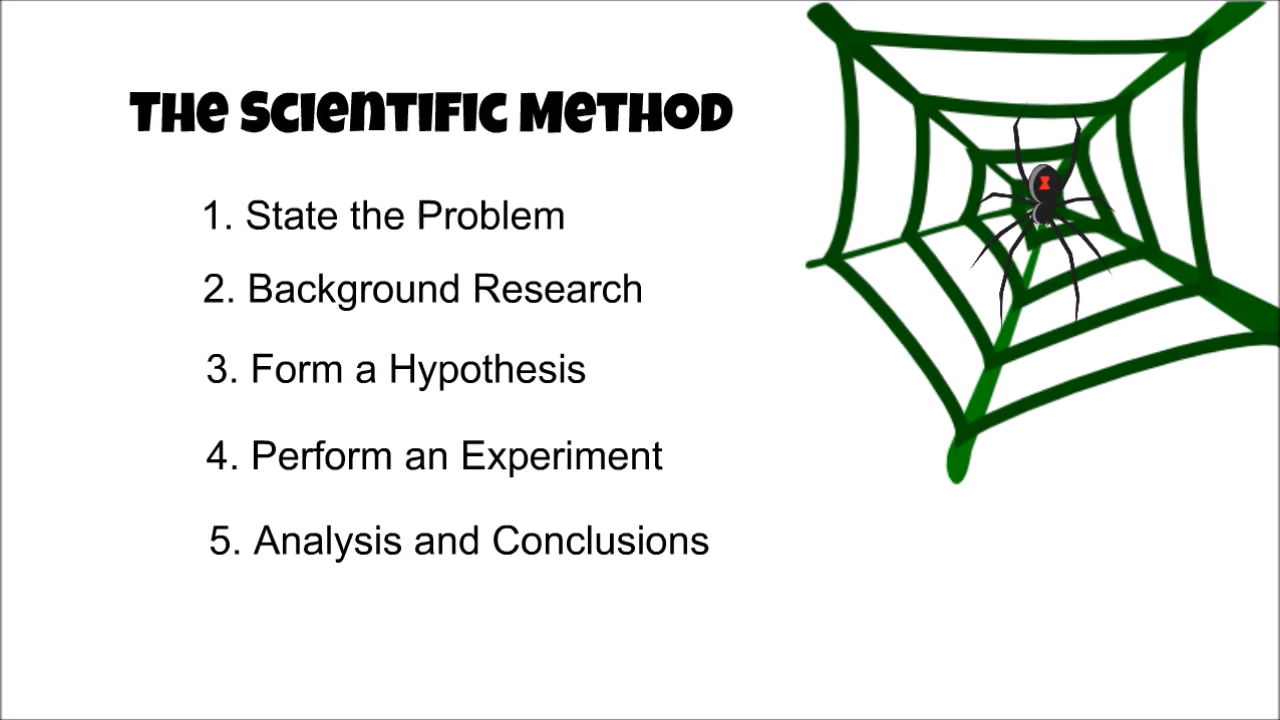 The Scientific Method
1. State the Problem
2. Background Research
3. Form a Hypothesis
4. Perform an Experiment
5. Analysis and Conclusions